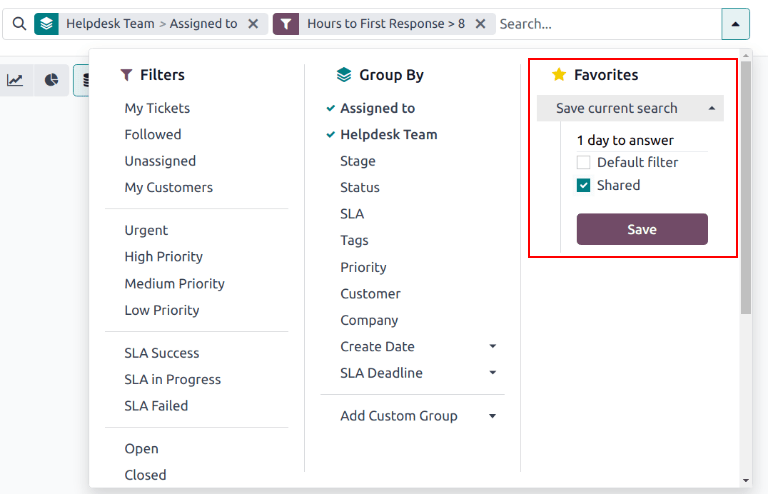 Helpdesk Team > Assigned to
Hours to First Response > 8
Search...
Filters
My Tickets
Followed
Unassigned
My Customers
Urgent
High Priority
Medium Priority
Low Priority
SLA Success
SLA in Progress
SLA Failed
Open
Closed
Group By
Assigned to
Helpdesk Team
Stage
Status
SLA
Tags
Priority
Customer
Company
Create Date
SLA Deadline
Add Custom Group
Favorites
Save current search
1 day to answer
Default filter
Shared
Save